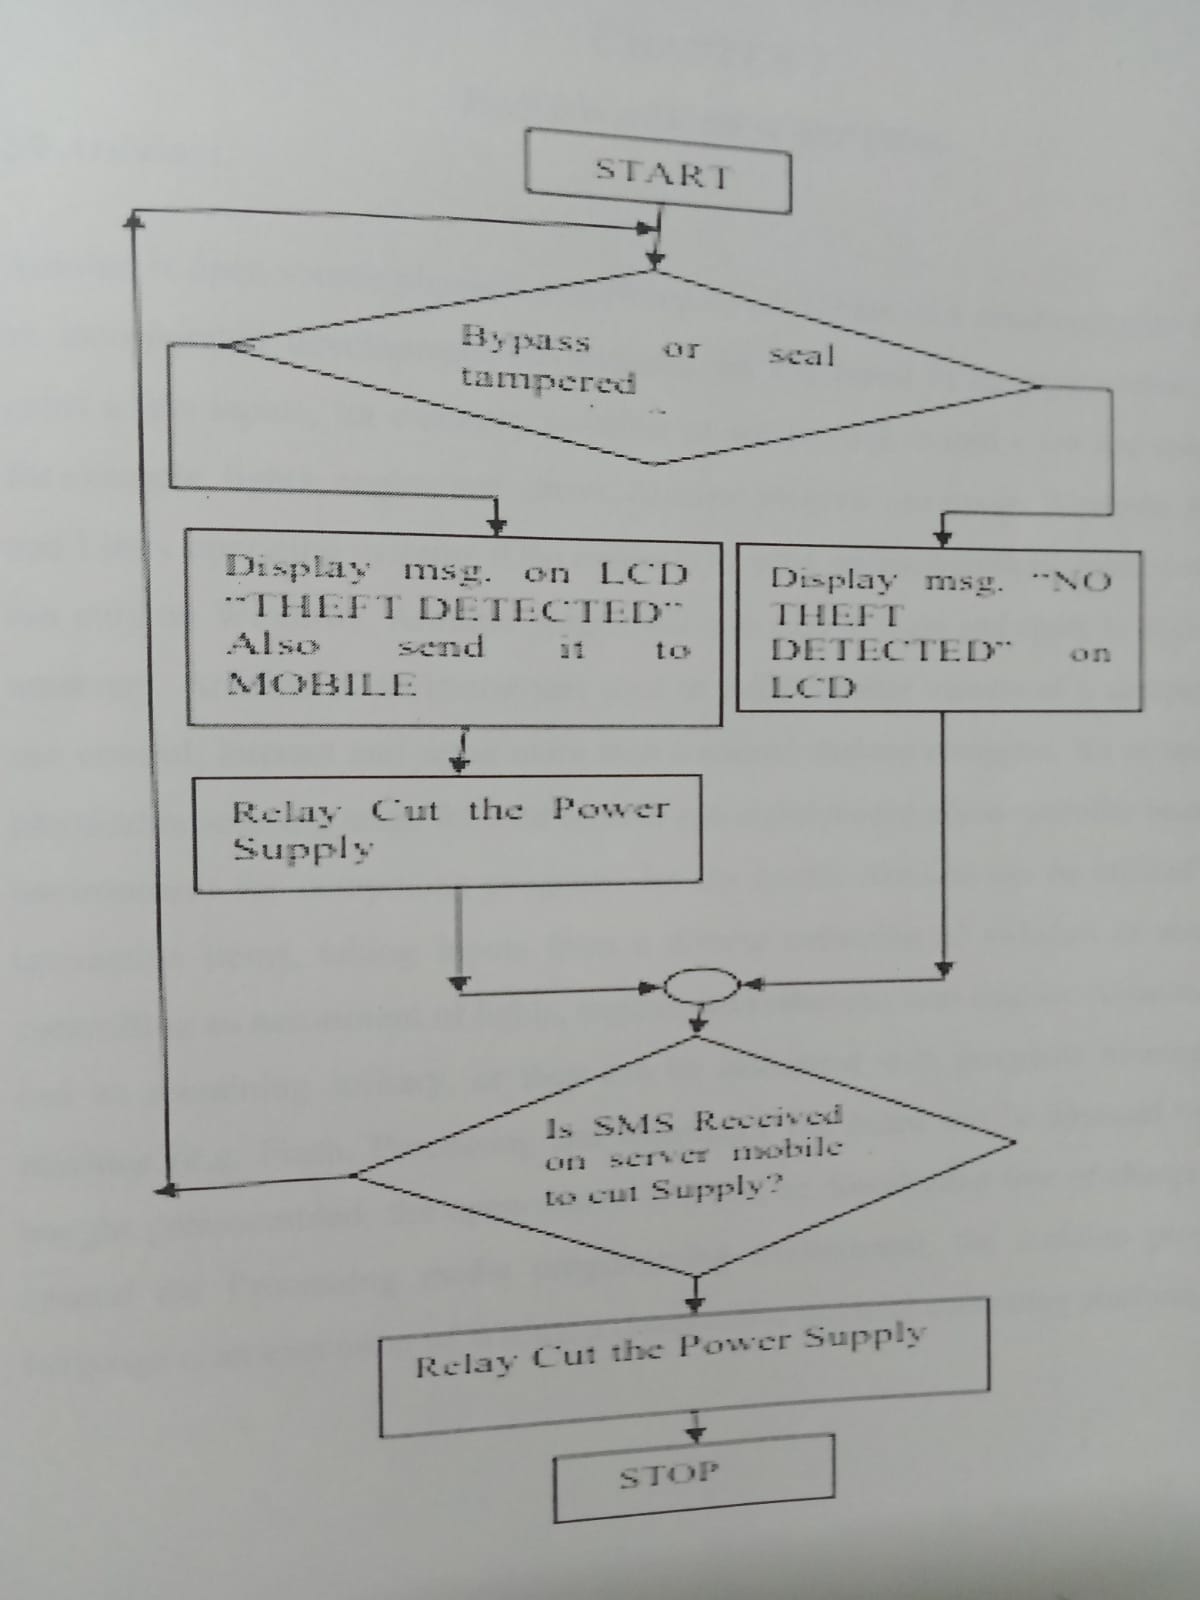 START
Bypass or seal
tampered
Display msg. on LCD
"THEFT DETECTED"
Also send it to
MOBILE
Display msg. "NO
THEFT
DETECTED" on
LCD
Relay Cut the Power
Supply
Is SMS Received
on server mobile
to cut Supply?
Relay Cut the Power Supply
STOP